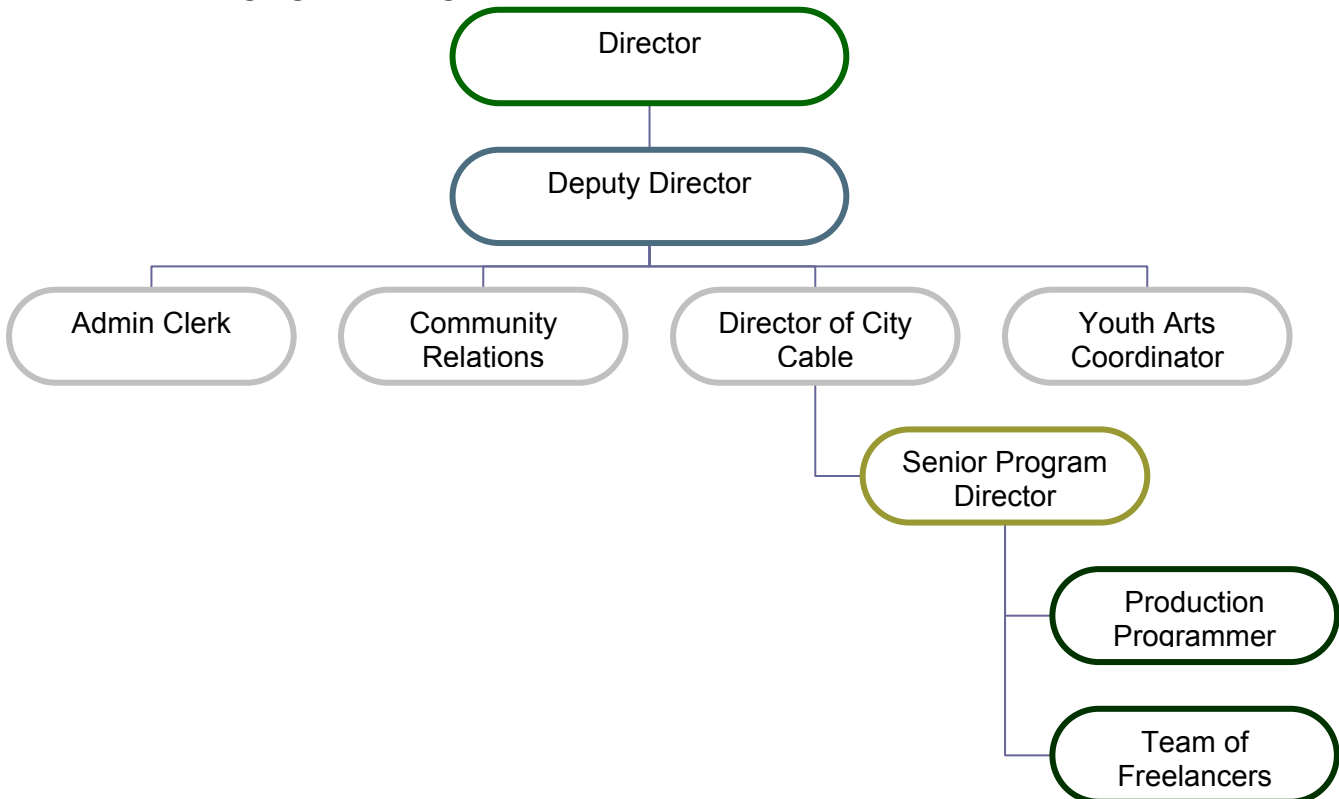 Director
Deputy Director
Admin Clerk
Community
Relations
Director of City
Cable
Youth Arts
Coordinator
Senior Program
Director
Production
Programmer
Team of
Freelancers